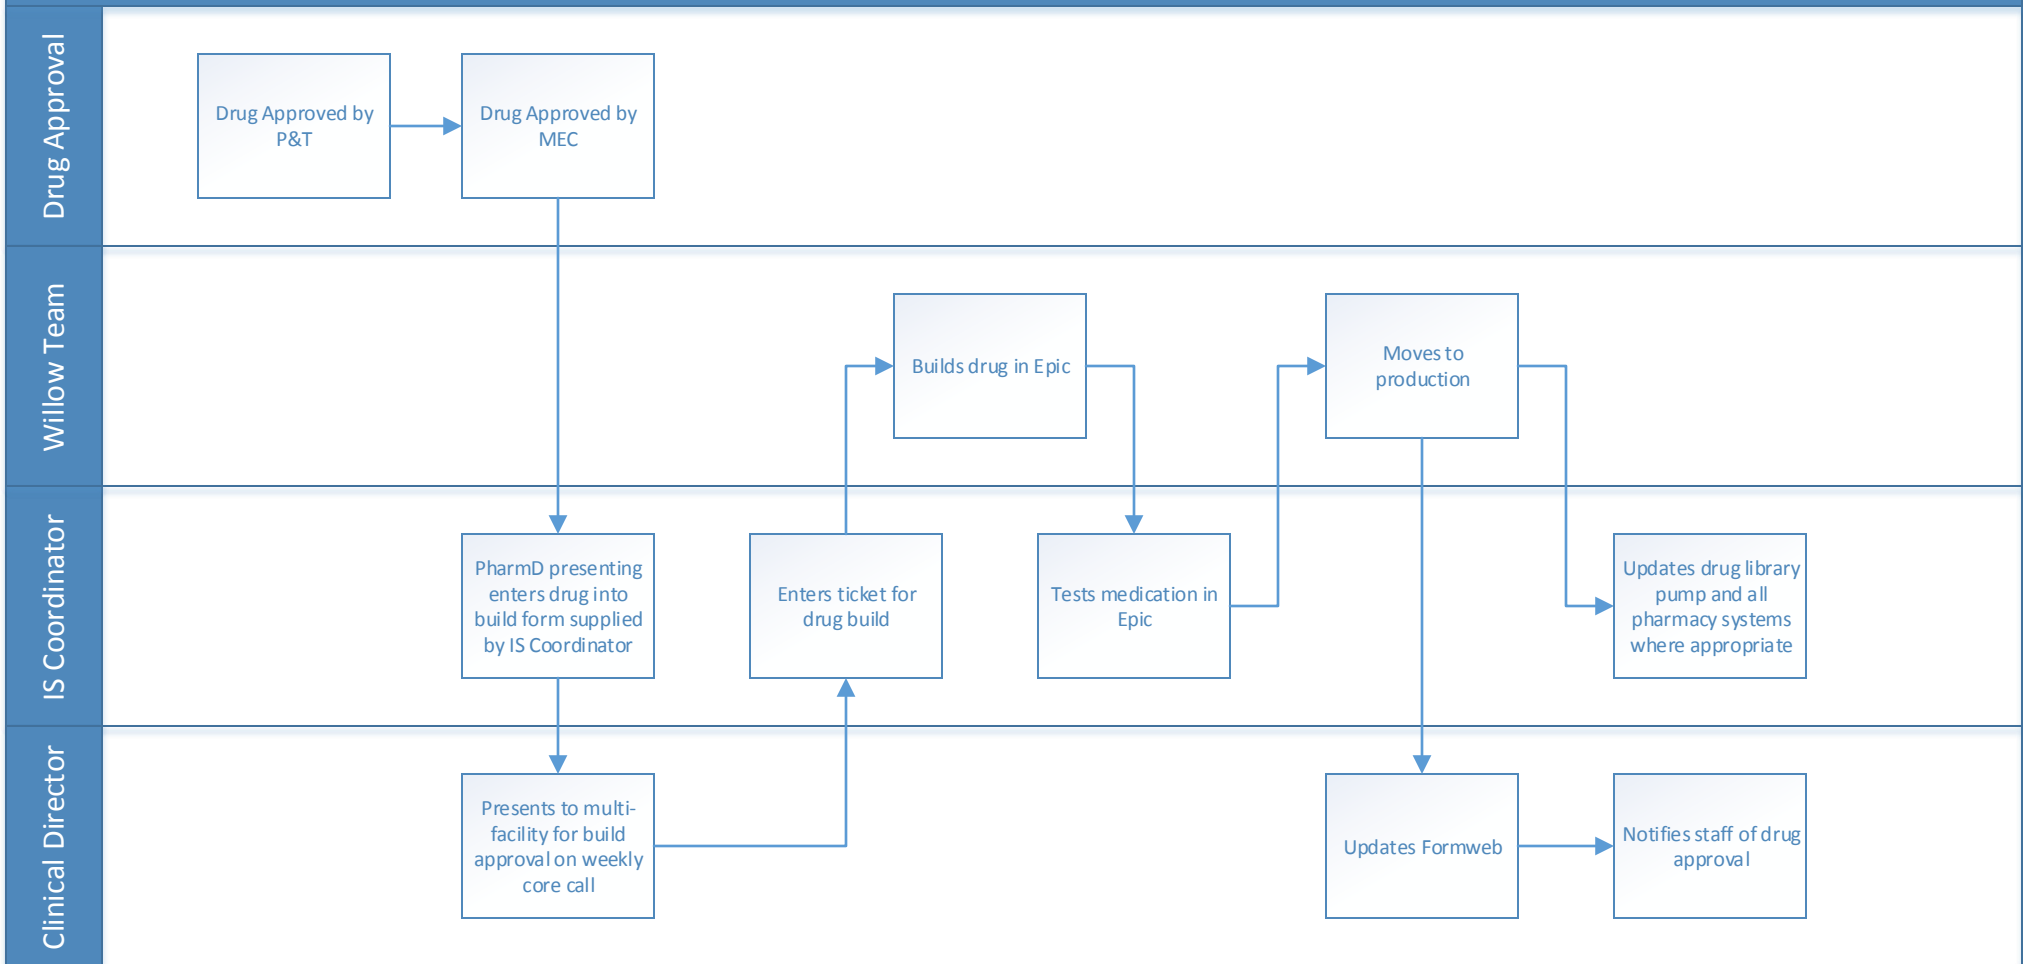 Drug Approval
Drug Approved by
P&T
Drug Approved by
MEC
Willow Team
Builds drug in Epic
Moves to
production
IS Coordinator
PharmD presenting
enters drug into
build form supplied
by IS Coordinator
Enters ticket for
drug build
Tests medication in
Epic
Updates drug library
pump and all
pharmacy systems
where appropriate
Clinical Director
Presents to multi-
facility for build
approval on weekly
core call
Updates Formweb
Notifies staff of drug
approval